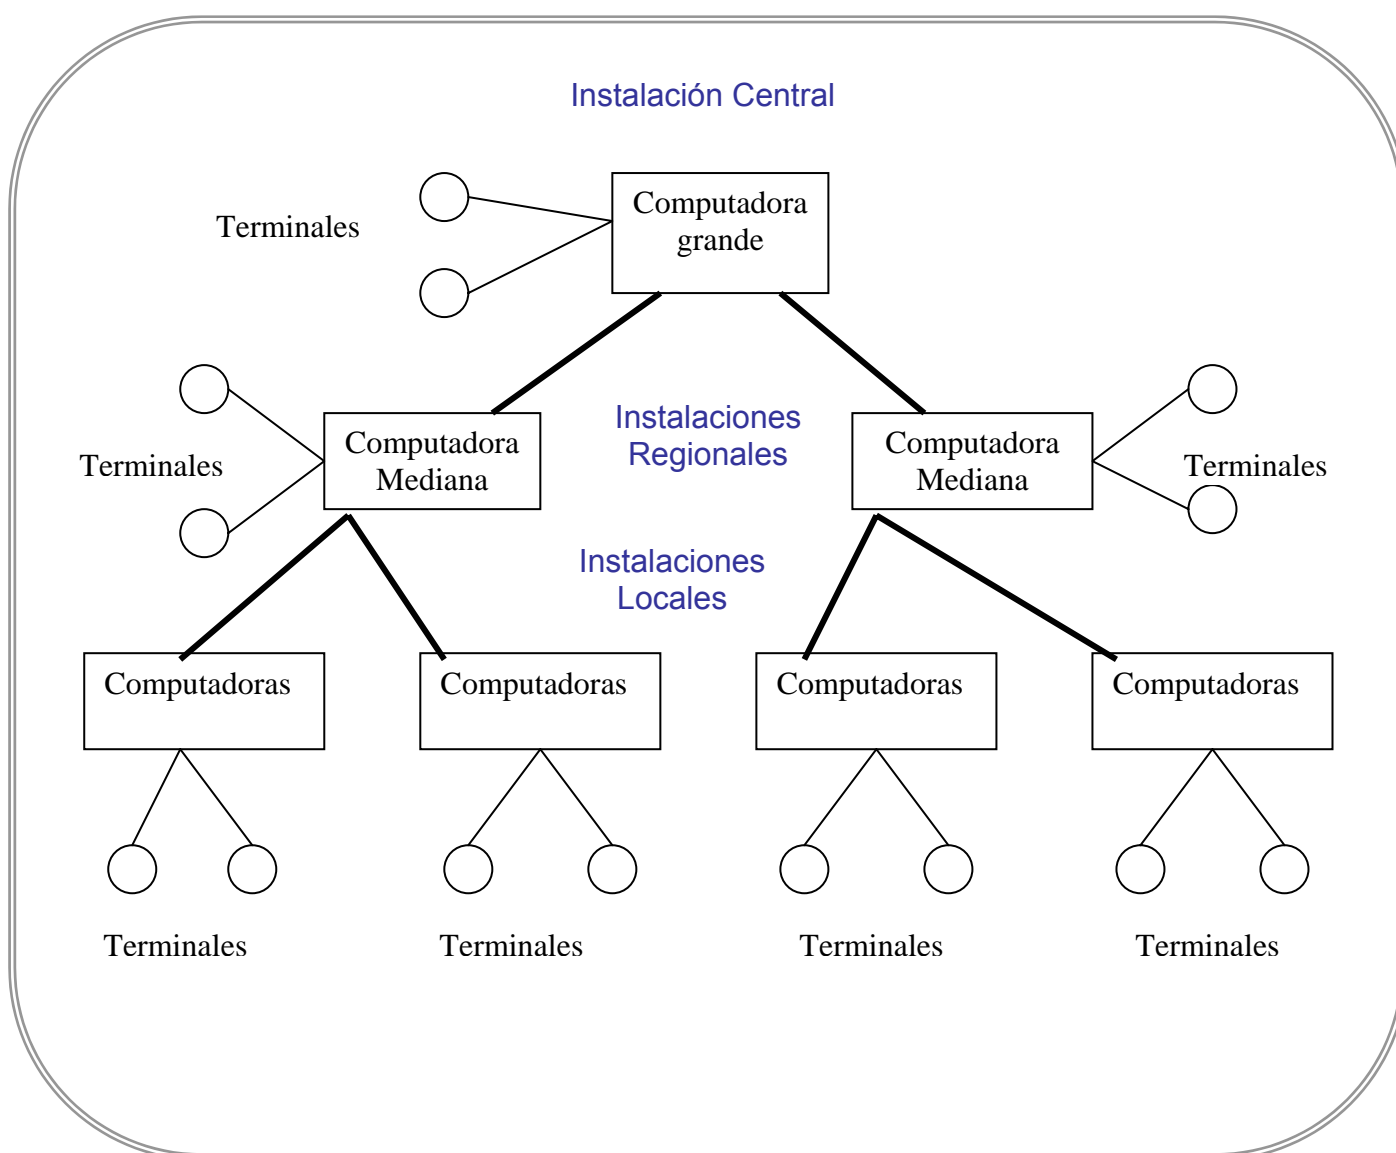 Instalación Central
Computadora
grande
Terminales
Instalaciones
Regionales
Computadora
Mediana
Computadora
Mediana
Terminales
Terminales
Instalaciones
Locales
Computadoras
Computadoras
Computadoras
Computadoras
Terminales
Terminales
Terminales
Terminales